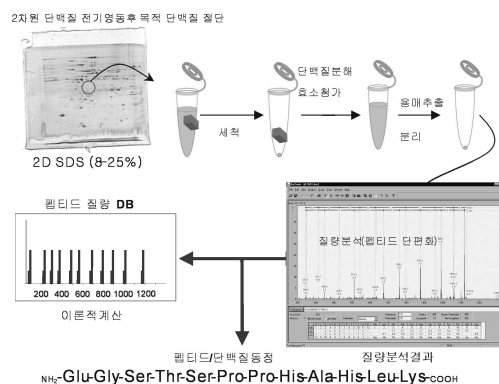 2차원 단백질 전기영동후 목적 단백질 절단
단백질분해
효소첨가
용매추출
세척
분리
2D SDS (8-25%)
펩티드 질량 DB
질량분석(펩티드 단편화)
200 400 600 800 1000 1200
이론적계산
펩티드/단백질동정
질량분석결과
NH₂-Glu-Gly-Ser-Thr-Ser-Pro-Pro-His-Ala-His-Leu-Lys-COOH